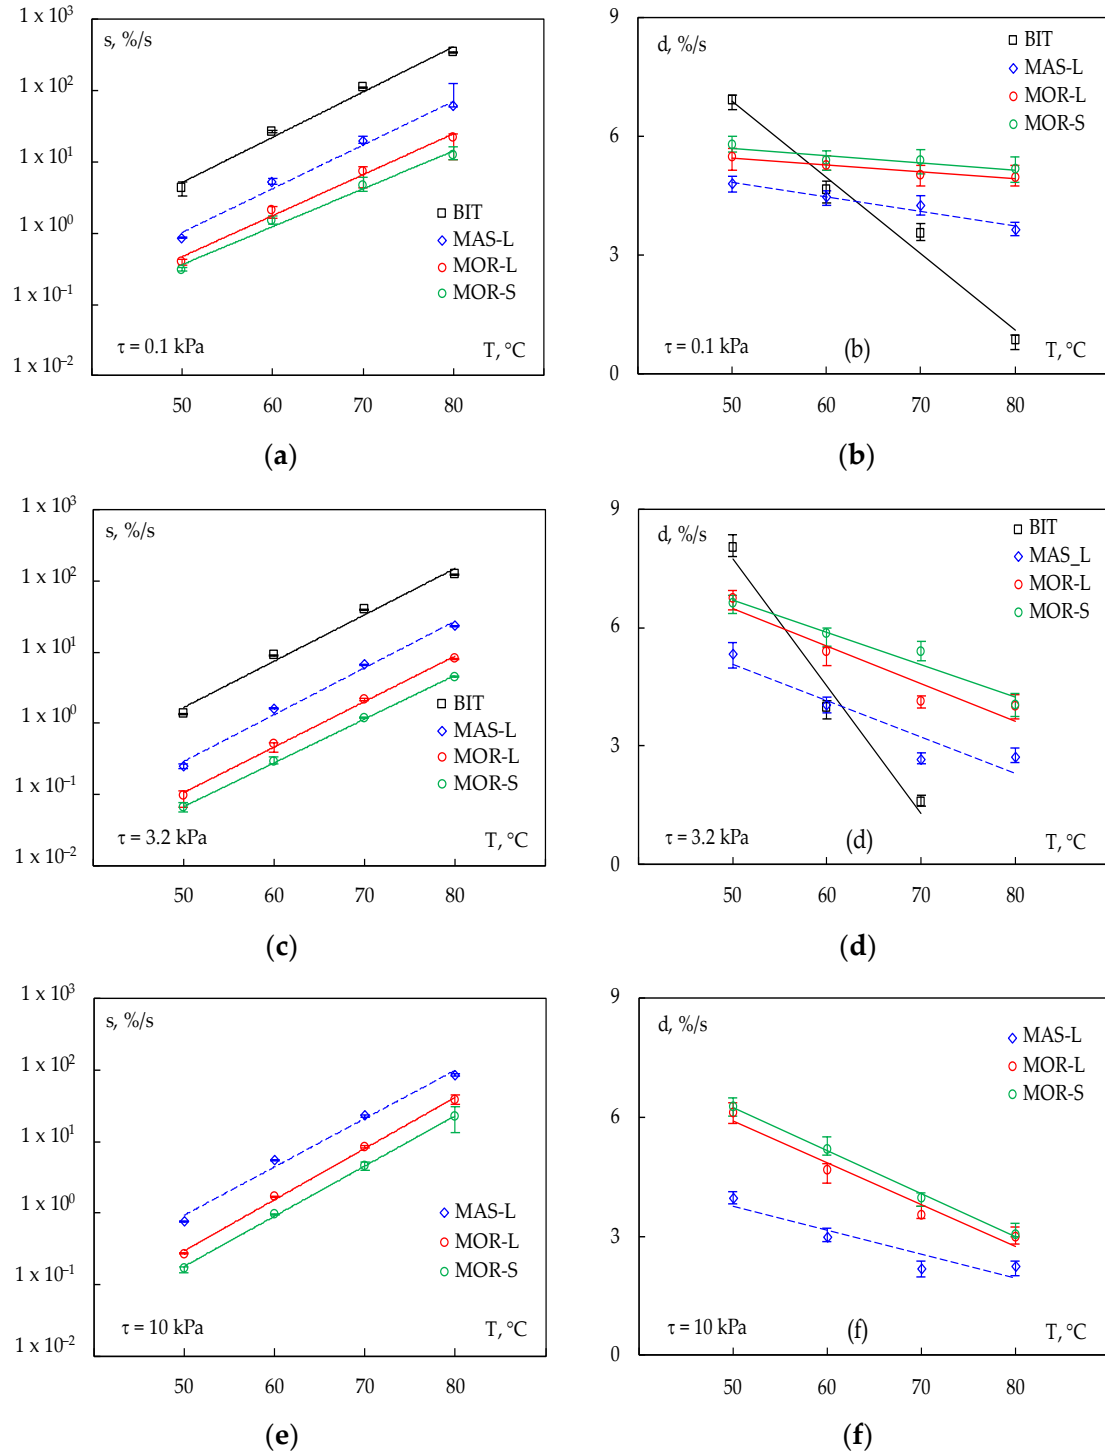 1 x 10³
s, %/s
1 x 10²
1 x 10¹
1 x 10⁰
1 x 10⁻¹
1 x 10⁻²
BIT
MAS-L
MOR-L
MOR-S
τ = 0.1 kPa
T, °C
50 60 70 80
(a)
9
d, %/s
6
3
0
BIT
MAS-L
MOR-L
MOR-S
τ = 0.1 kPa
(b)
T, °C
50 60 70 80
(b)
1 x 10³
s, %/s
1 x 10²
1 x 10¹
1 x 10⁰
1 x 10⁻¹
1 x 10⁻²
BIT
MAS-L
MOR-L
MOR-S
τ = 3.2 kPa
T, °C
50 60 70 80
(c)
9
d, %/s
6
3
0
BIT
MAS_L
MOR-L
MOR-S
τ = 3.2 kPa
(d)
T, °C
50 60 70 80
(d)
1 x 10³
s, %/s
1 x 10²
1 x 10¹
1 x 10⁰
1 x 10⁻¹
1 x 10⁻²
MAS-L
MOR-L
MOR-S
τ = 10 kPa
T, °C
50 60 70 80
(e)
9
d, %/s
6
3
0
MAS-L
MOR-L
MOR-S
τ = 10 kPa
(f)
T, °C
50 60 70 80
(f)